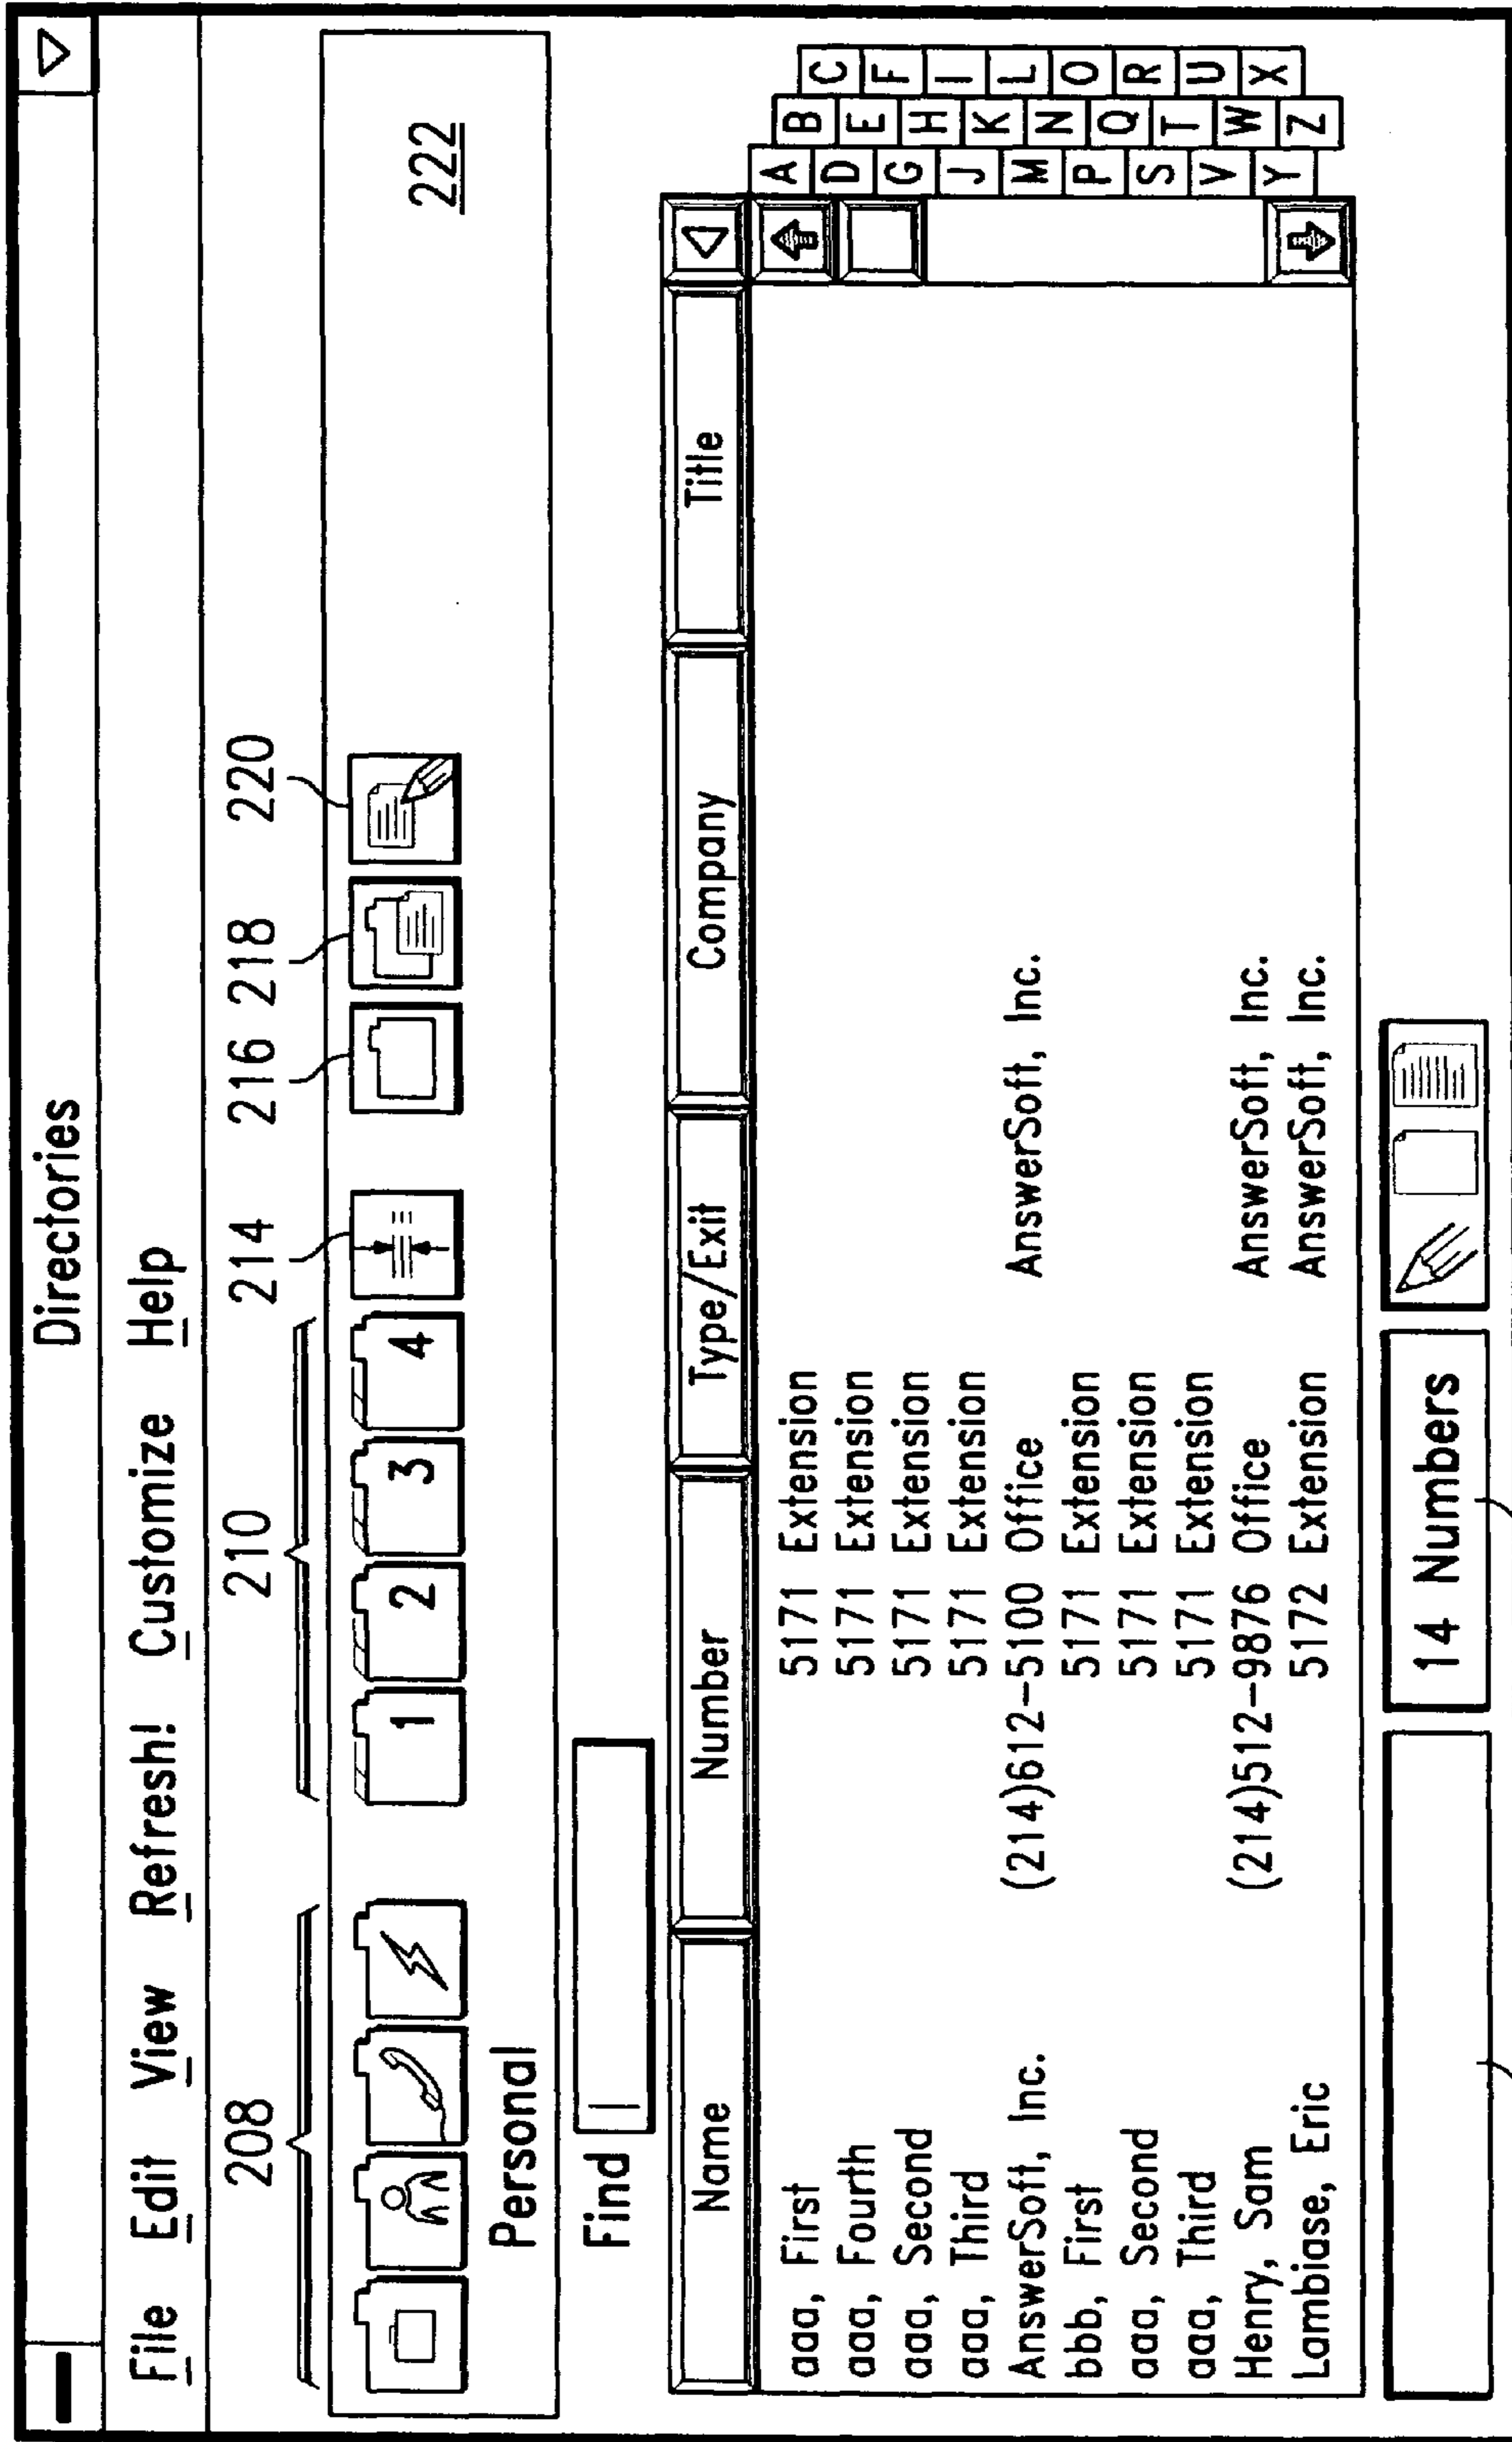 Directories
File Edit View Refresh! Customize Help
208 210 214 216 218 220
1 2 3 4
222
Personal
Find
Name Number Type/Exit Company Title
aaa, First 5171 Extension
aaa, Fourth 5171 Extension
aaa, Second 5171 Extension
aaa, Third 5171 Extension
AnswerSoft, Inc. (214)612-5100 Office AnswerSoft, Inc.
bbb, First 5171 Extension
aaa, Second 5171 Extension
aaa, Third 5171 Extension
Henry, Sam (214)512-9876 Office AnswerSoft, Inc.
Lambiase, Eric 5172 Extension AnswerSoft, Inc.
A B C
D E F
G H I
J K L
M N O
P Q R
S T U
V W X
Y Z
14 Numbers